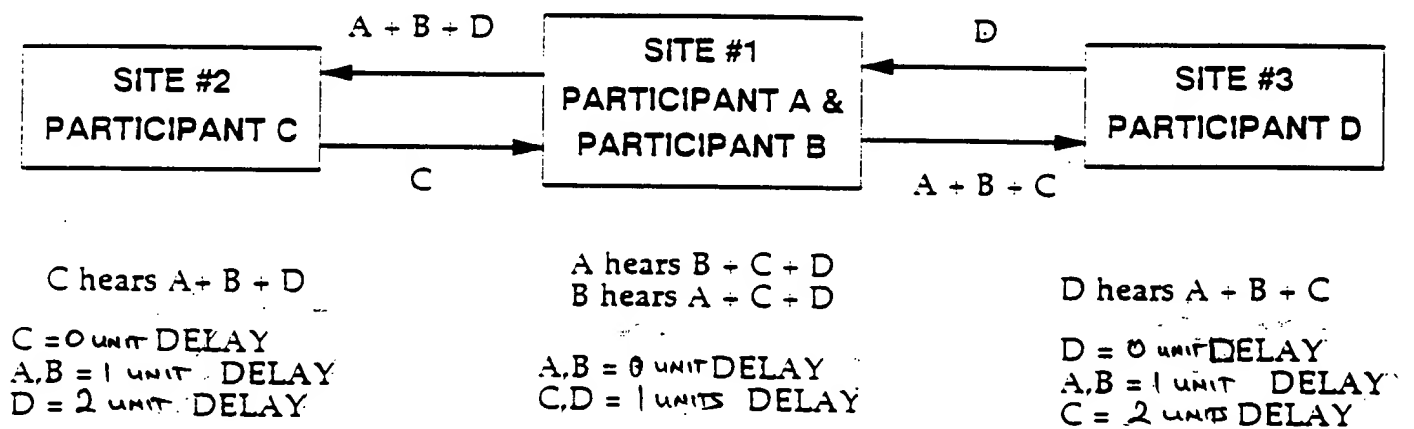 A + B + D
SITE #2
PARTICIPANT C
C
SITE #1
PARTICIPANT A &
PARTICIPANT B
D
SITE #3
PARTICIPANT D
A + B + C
C hears A + B + D
C = 0 UNIT DELAY
A,B = 1 UNIT DELAY
D = 2 UNIT DELAY
A hears B + C + D
B hears A + C + D
A,B = 0 UNIT DELAY
C,D = 1 UNITS DELAY
D hears A + B + C
D = 0 UNIT DELAY
A,B = 1 UNIT DELAY
C = 2 UNITS DELAY